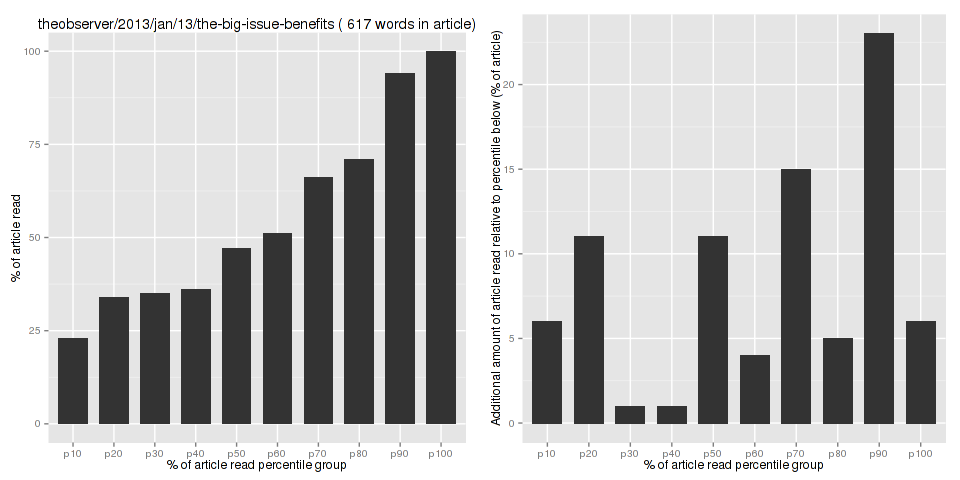 theobserver/2013/jan/13/the-big-issue-benefits ( 617 words in article)
% of article read
100
75
50
25
0
p10 p20 p30 p40 p50 p60 p70 p80 p90 p100
% of article read percentile group
Additional amount of article read relative to percentile below (% of article)
20
15
10
5
0
p10 p20 p30 p40 p50 p60 p70 p80 p90 p100
% of article read percentile group